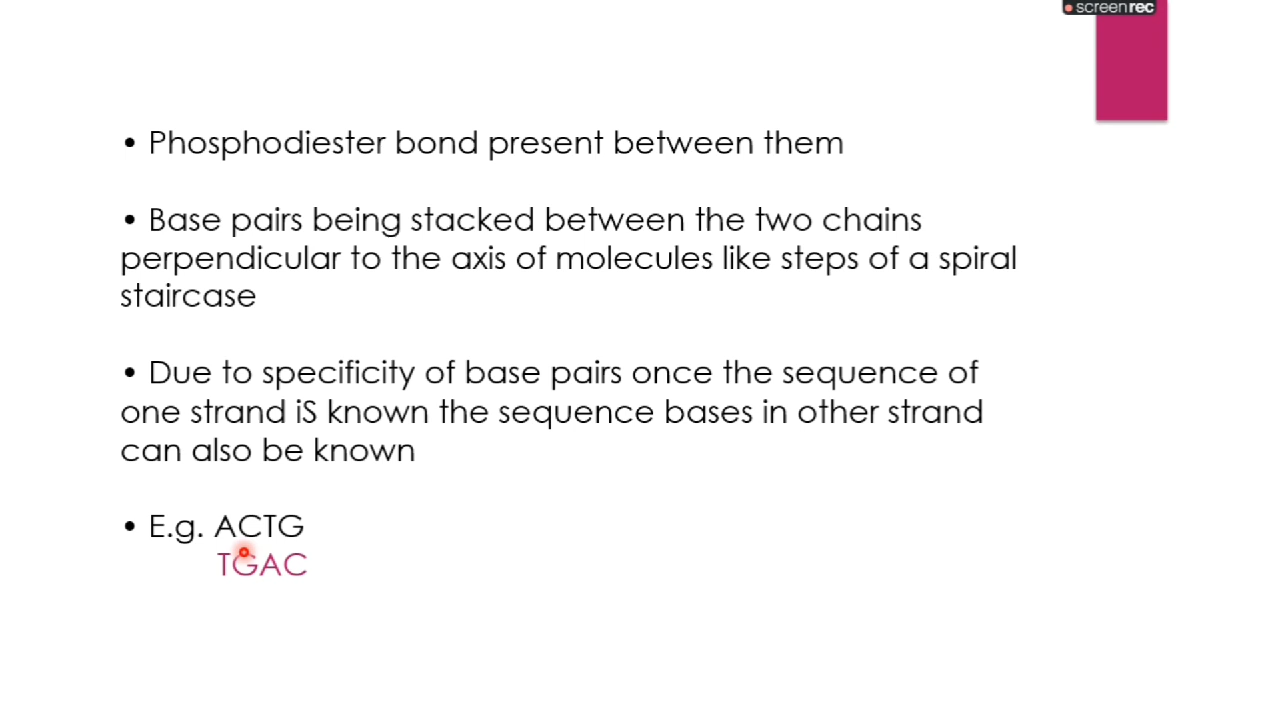 screenrec
• Phosphodiester bond present between them
• Base pairs being stacked between the two chains
perpendicular to the axis of molecules like steps of a spiral
staircase
• Due to specificity of base pairs once the sequence of
one strand iS known the sequence bases in other strand
can also be known
• E.g. ACTG
TGAC